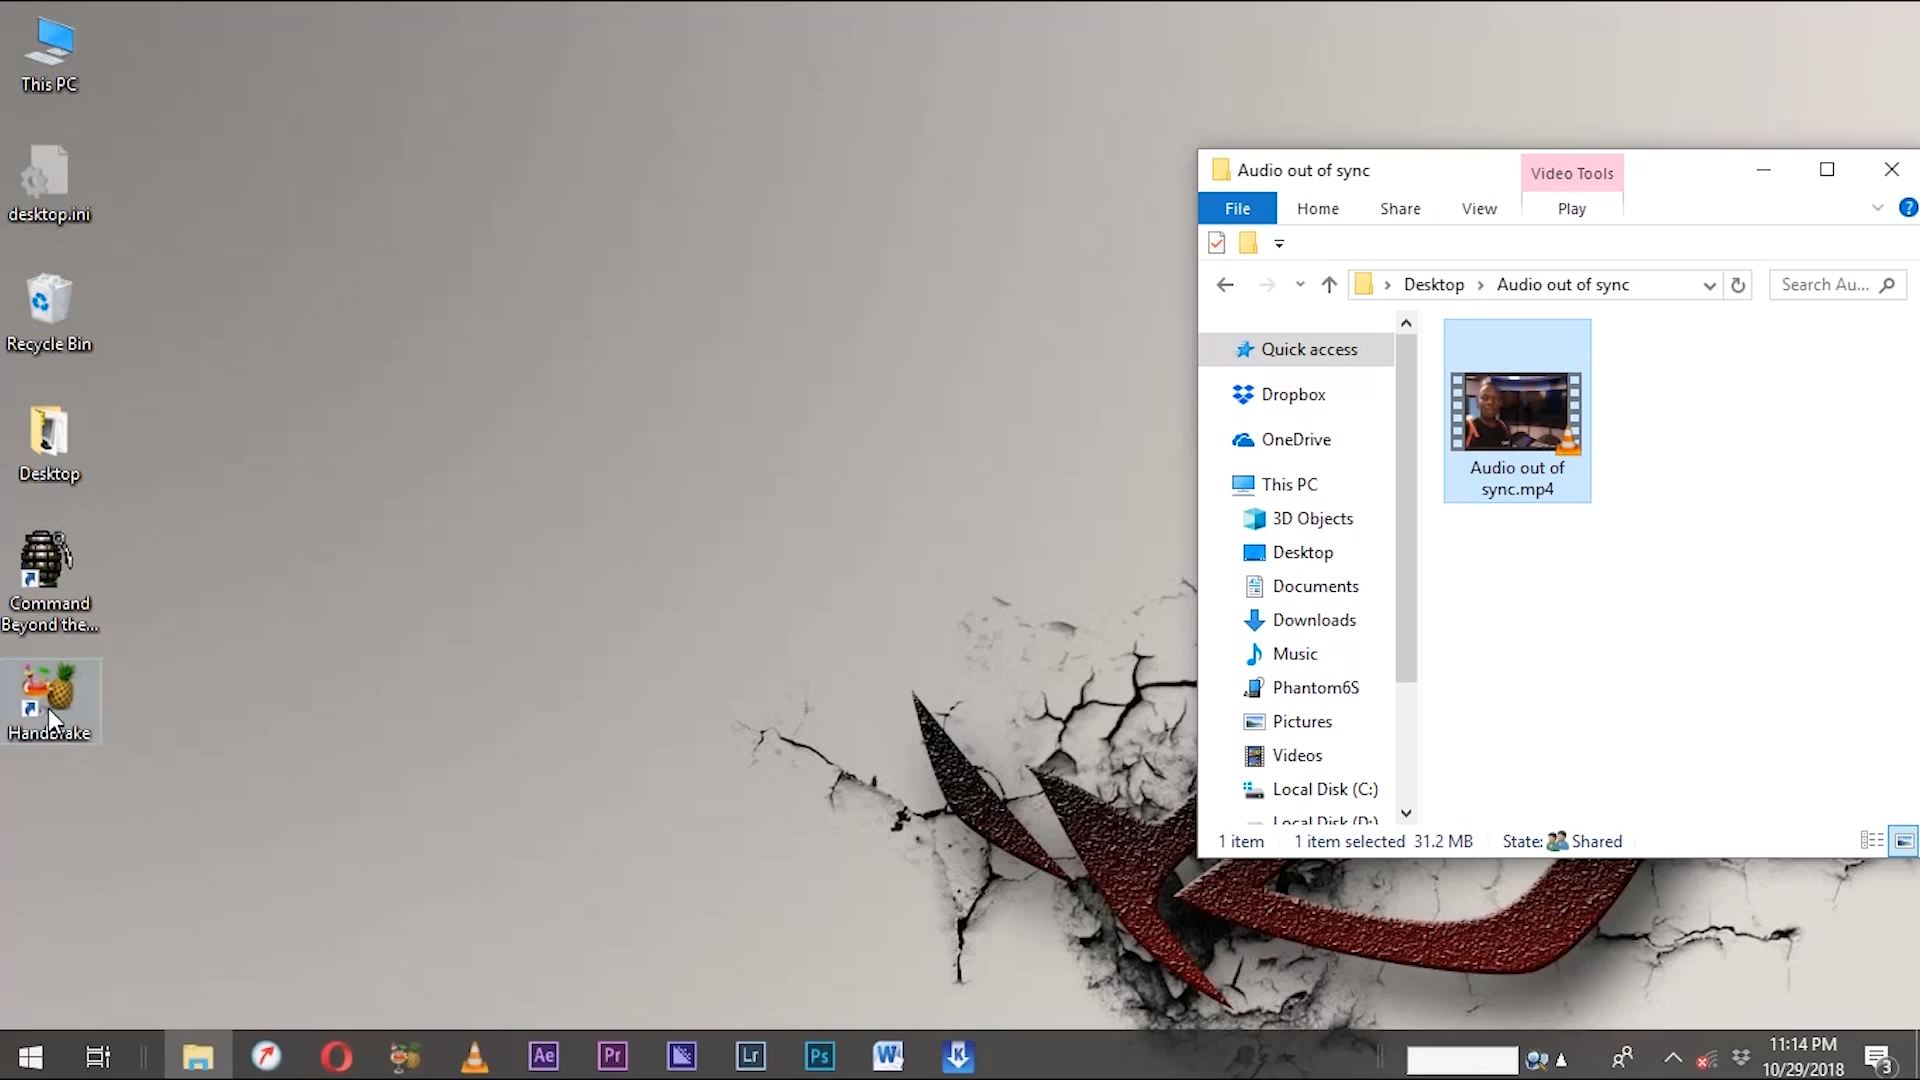 This PC
desktop.ini
Recycle Bin
Desktop
Command
Beyond the...
Handbrake
Audio out of sync
Video Tools
File
Home
Share
View
Play
Desktop
Audio out of sync
Search Au...
Quick access
Dropbox
OneDrive
This PC
3D Objects
Desktop
Documents
Downloads
Music
Phantom6S
Pictures
Videos
Local Disk (C:)
Local Disk (D:)
Audio out of
sync.mp4
1 item
1 item selected 31.2 MB
State: Shared
Ae
Pr
Lr
Ps
W
K
11:14 PM
10/29/2018
3